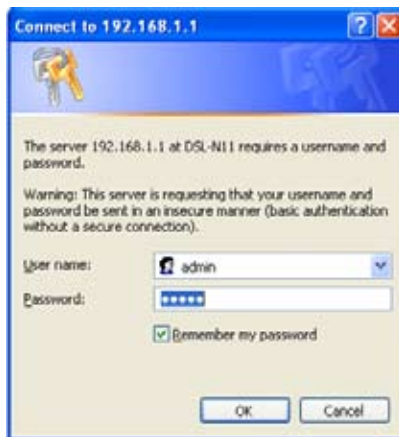 Connect to 192.168.1.1
The server 192.168.1.1 at DSL-N11 requires a username and
password.
Warning: This server is requesting that your username and
password be sent in an insecure manner (basic authentication
without a secure connection).
User name:
admin
Password:
•••••
Remember my password
OK
Cancel